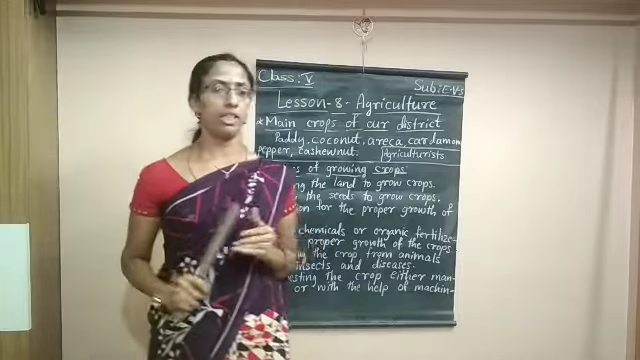 Class: V
Sub: E.V.S
Lesson-8- Agriculture
* Main crops of our district
Paddy, coconut, areca, cardamom
pepper, cashewnut. Agriculturists
of growing crops
the land to grow crops.
the seeds to grow crops.
for the proper growth of
chemicals or organic fertilize-
proper growth of the crops
the crop from animals
insects and diseases.
the crop either man-
or with the help of machin-